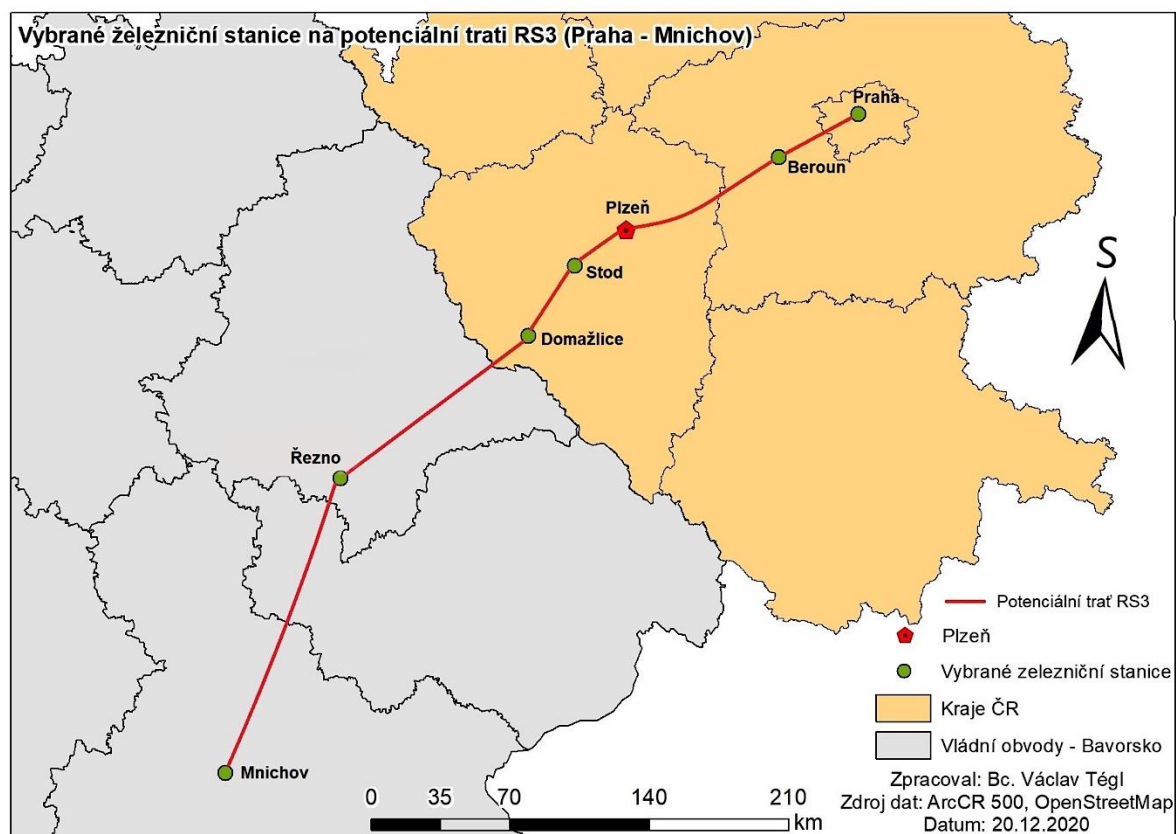 Vybrané železniční stanice na potenciální trati RS3 (Praha - Mnichov)
Praha
Beroun
Plzeň
Stod
Domažlice
Řezno
Mnichov
S
Potenciální trať RS3
Plzeň
Vybrané zelezniční stanice
Kraje ČR
Vládní obvody - Bavorsko
Zpracoval: Bc. Václav Tégl
Zdroj dat: ArcCR 500, OpenStreetMap
Datum: 20.12.2020
0 35 70 140 210
km